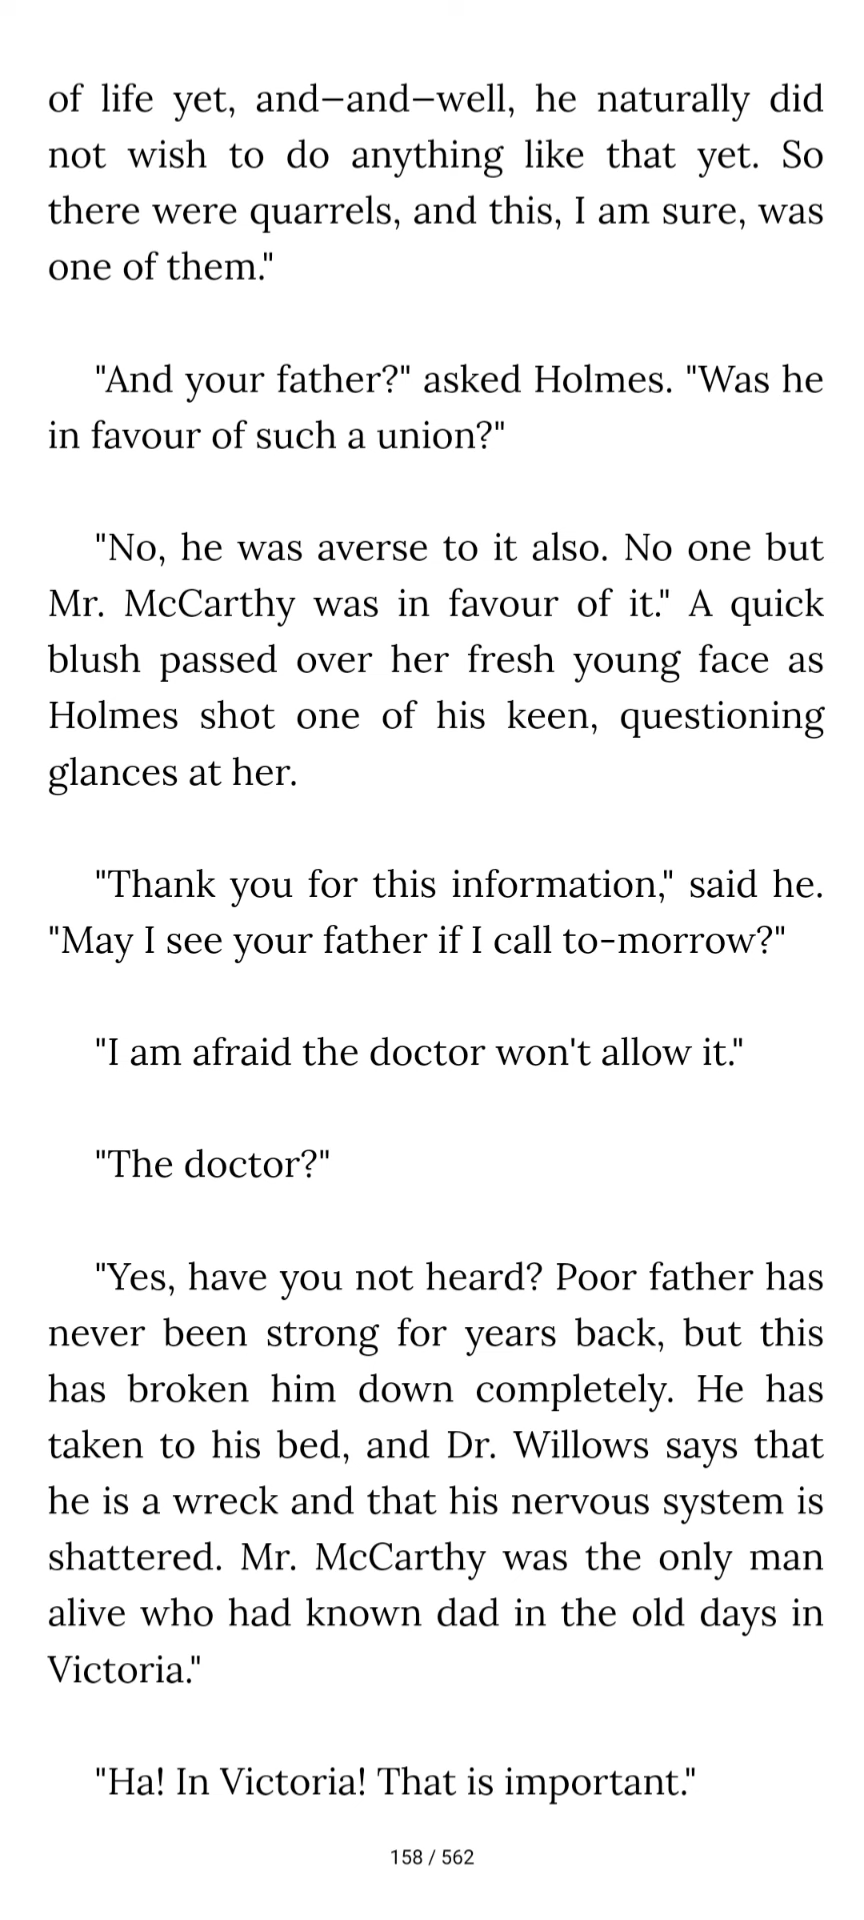 of life yet, and—and—well, he naturally did
not wish to do anything like that yet. So
there were quarrels, and this, I am sure, was
one of them."
"And your father?" asked Holmes. "Was he
in favour of such a union?"
"No, he was averse to it also. No one but
Mr. McCarthy was in favour of it." A quick
blush passed over her fresh young face as
Holmes shot one of his keen, questioning
glances at her.
"Thank you for this information," said he.
"May I see your father if I call to-morrow?"
"I am afraid the doctor won't allow it."
"The doctor?"
"Yes, have you not heard? Poor father has
never been strong for years back, but this
has broken him down completely. He has
taken to his bed, and Dr. Willows says that
he is a wreck and that his nervous system is
shattered. Mr. McCarthy was the only man
alive who had known dad in the old days in
Victoria."
"Ha! In Victoria! That is important."
158 / 562